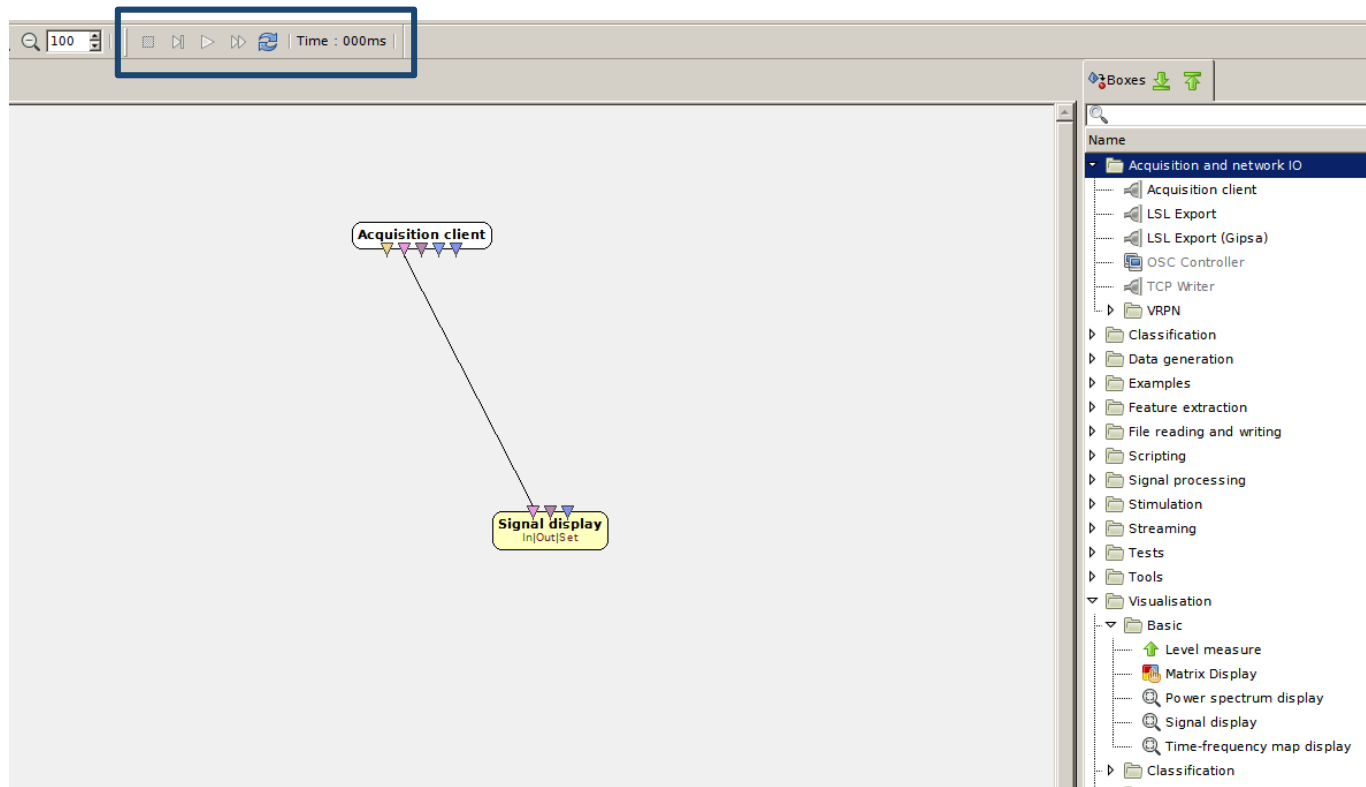 100
Time : 000ms
Boxes
Name
Acquisition and network IO
Acquisition client
LSL Export
LSL Export (Gipsa)
OSC Controller
TCP Writer
VRPN
Classification
Data generation
Examples
Feature extraction
File reading and writing
Scripting
Signal processing
Stimulation
Streaming
Tests
Tools
Visualisation
Basic
Level measure
Matrix Display
Power spectrum display
Signal display
Time-frequency map display
Classification
Acquisition client
Signal display
In|Out|Set